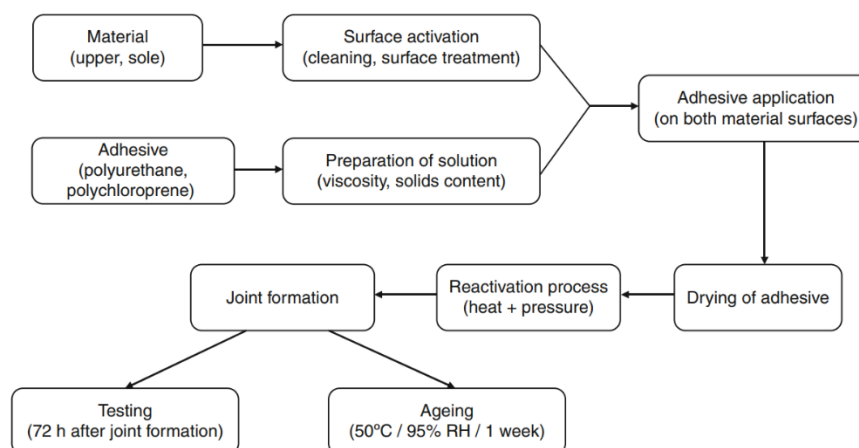 Material
(upper, sole)
Surface activation
(cleaning, surface treatment)
Adhesive application
(on both material surfaces)
Adhesive
(polyurethane,
polychloroprene)
Preparation of solution
(viscosity, solids content)
Joint formation
Reactivation process
(heat + pressure)
Drying of adhesive
Testing
(72 h after joint formation)
Ageing
(50ºC / 95% RH / 1 week)